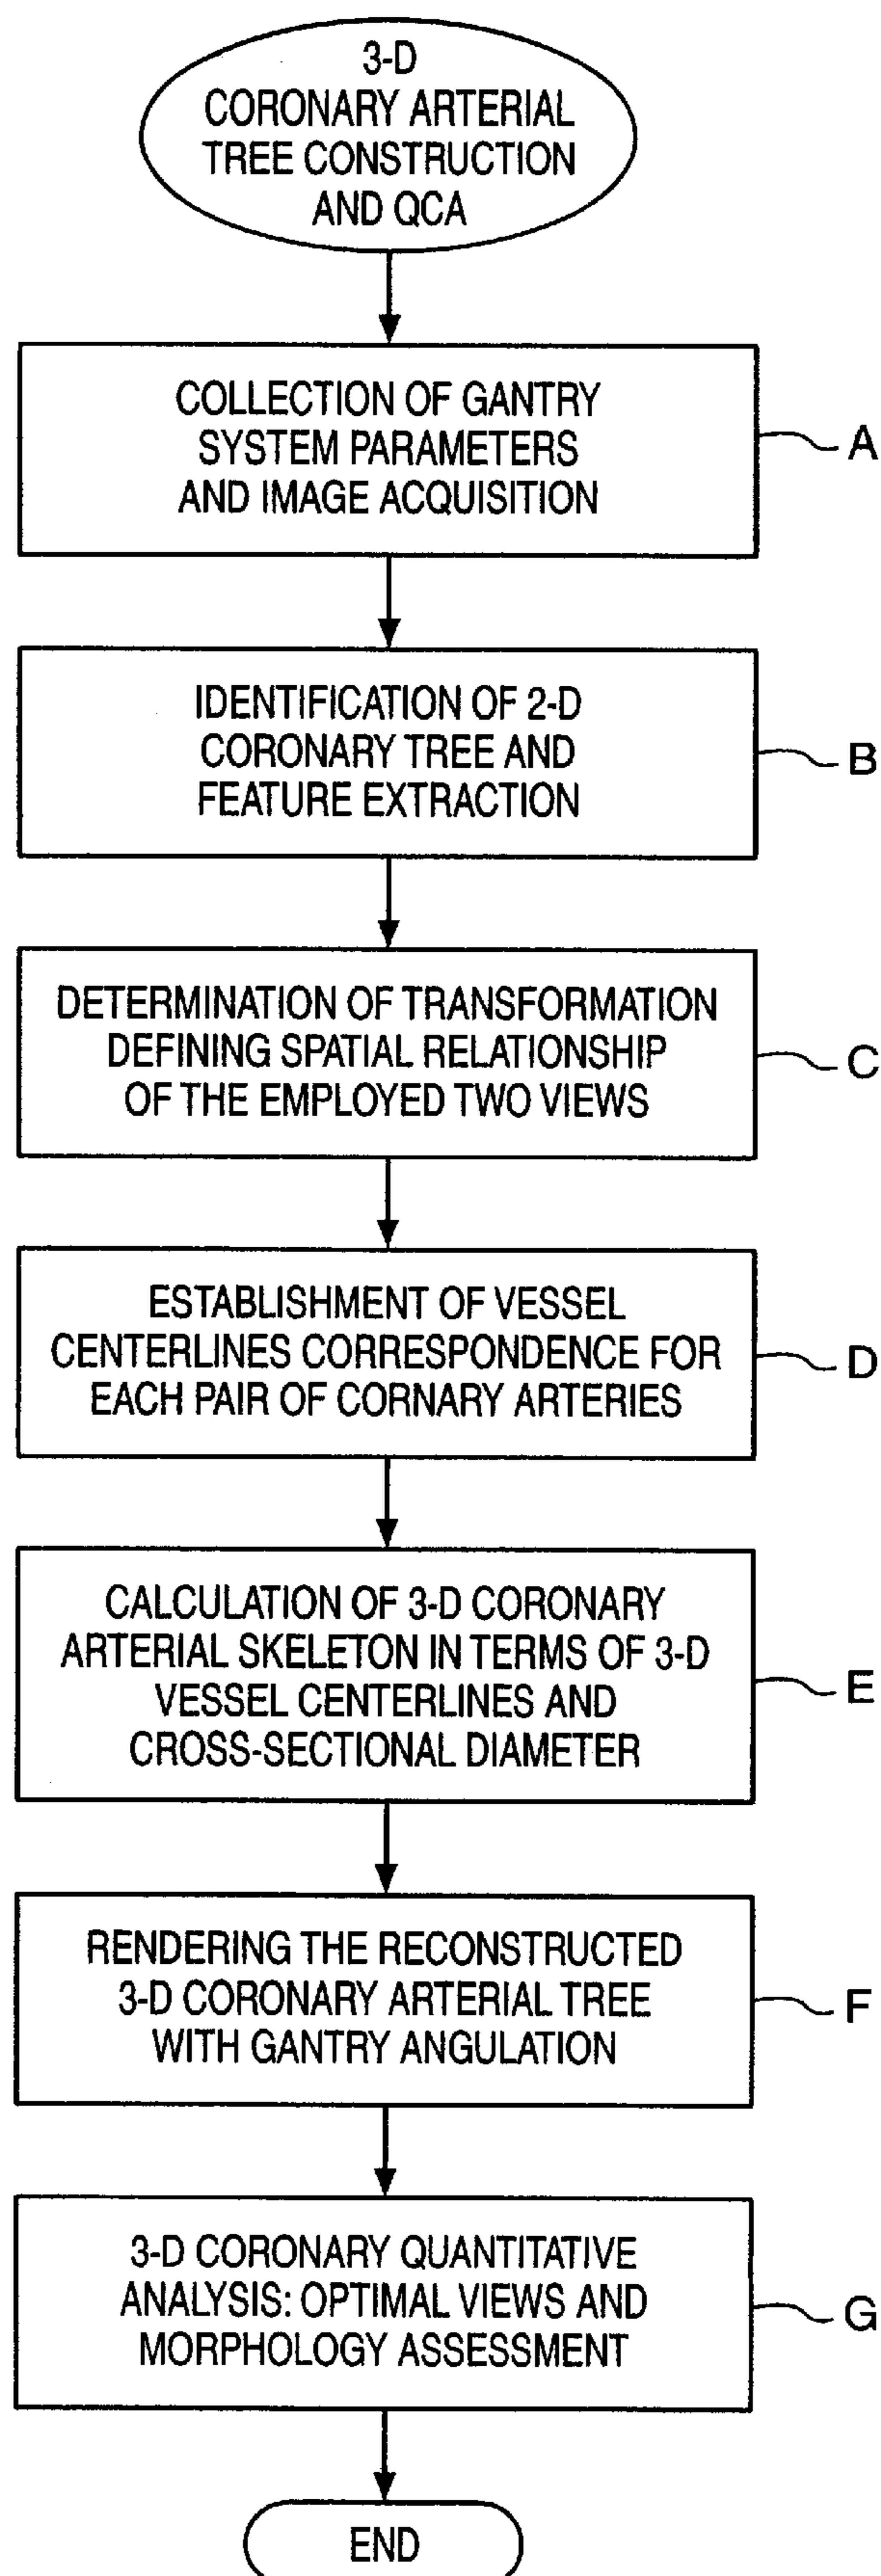 3-D
CORONARY ARTERIAL
TREE CONSTRUCTION
AND QCA
COLLECTION OF GANTRY
SYSTEM PARAMETERS
AND IMAGE ACQUISITION
A
IDENTIFICATION OF 2-D
CORONARY TREE AND
FEATURE EXTRACTION
B
DETERMINATION OF TRANSFORMATION
DEFINING SPATIAL RELATIONSHIP
OF THE EMPLOYED TWO VIEWS
C
ESTABLISHMENT OF VESSEL
CENTERLINES CORRESPONDENCE FOR
EACH PAIR OF CORNARY ARTERIES
D
CALCULATION OF 3-D CORONARY
ARTERIAL SKELETON IN TERMS OF 3-D
VESSEL CENTERLINES AND
CROSS-SECTIONAL DIAMETER
E
RENDERING THE RECONSTRUCTED
3-D CORONARY ARTERIAL TREE
WITH GANTRY ANGULATION
F
3-D CORONARY QUANTITATIVE
ANALYSIS: OPTIMAL VIEWS AND
MORPHOLOGY ASSESSMENT
G
END